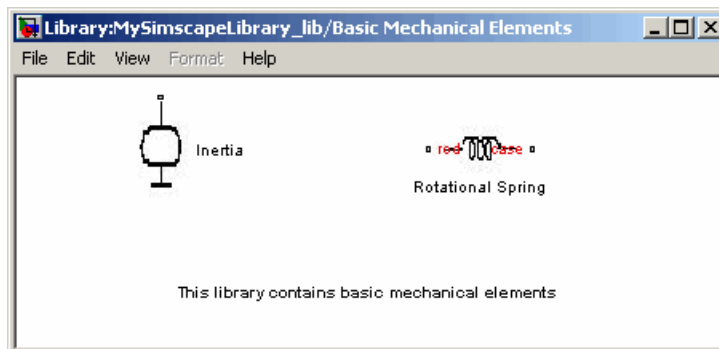 Library:MySimscapeLibrary_lib/Basic Mechanical Elements
File Edit View Format Help
Inertia
red case
Rotational Spring
This library contains basic mechanical elements